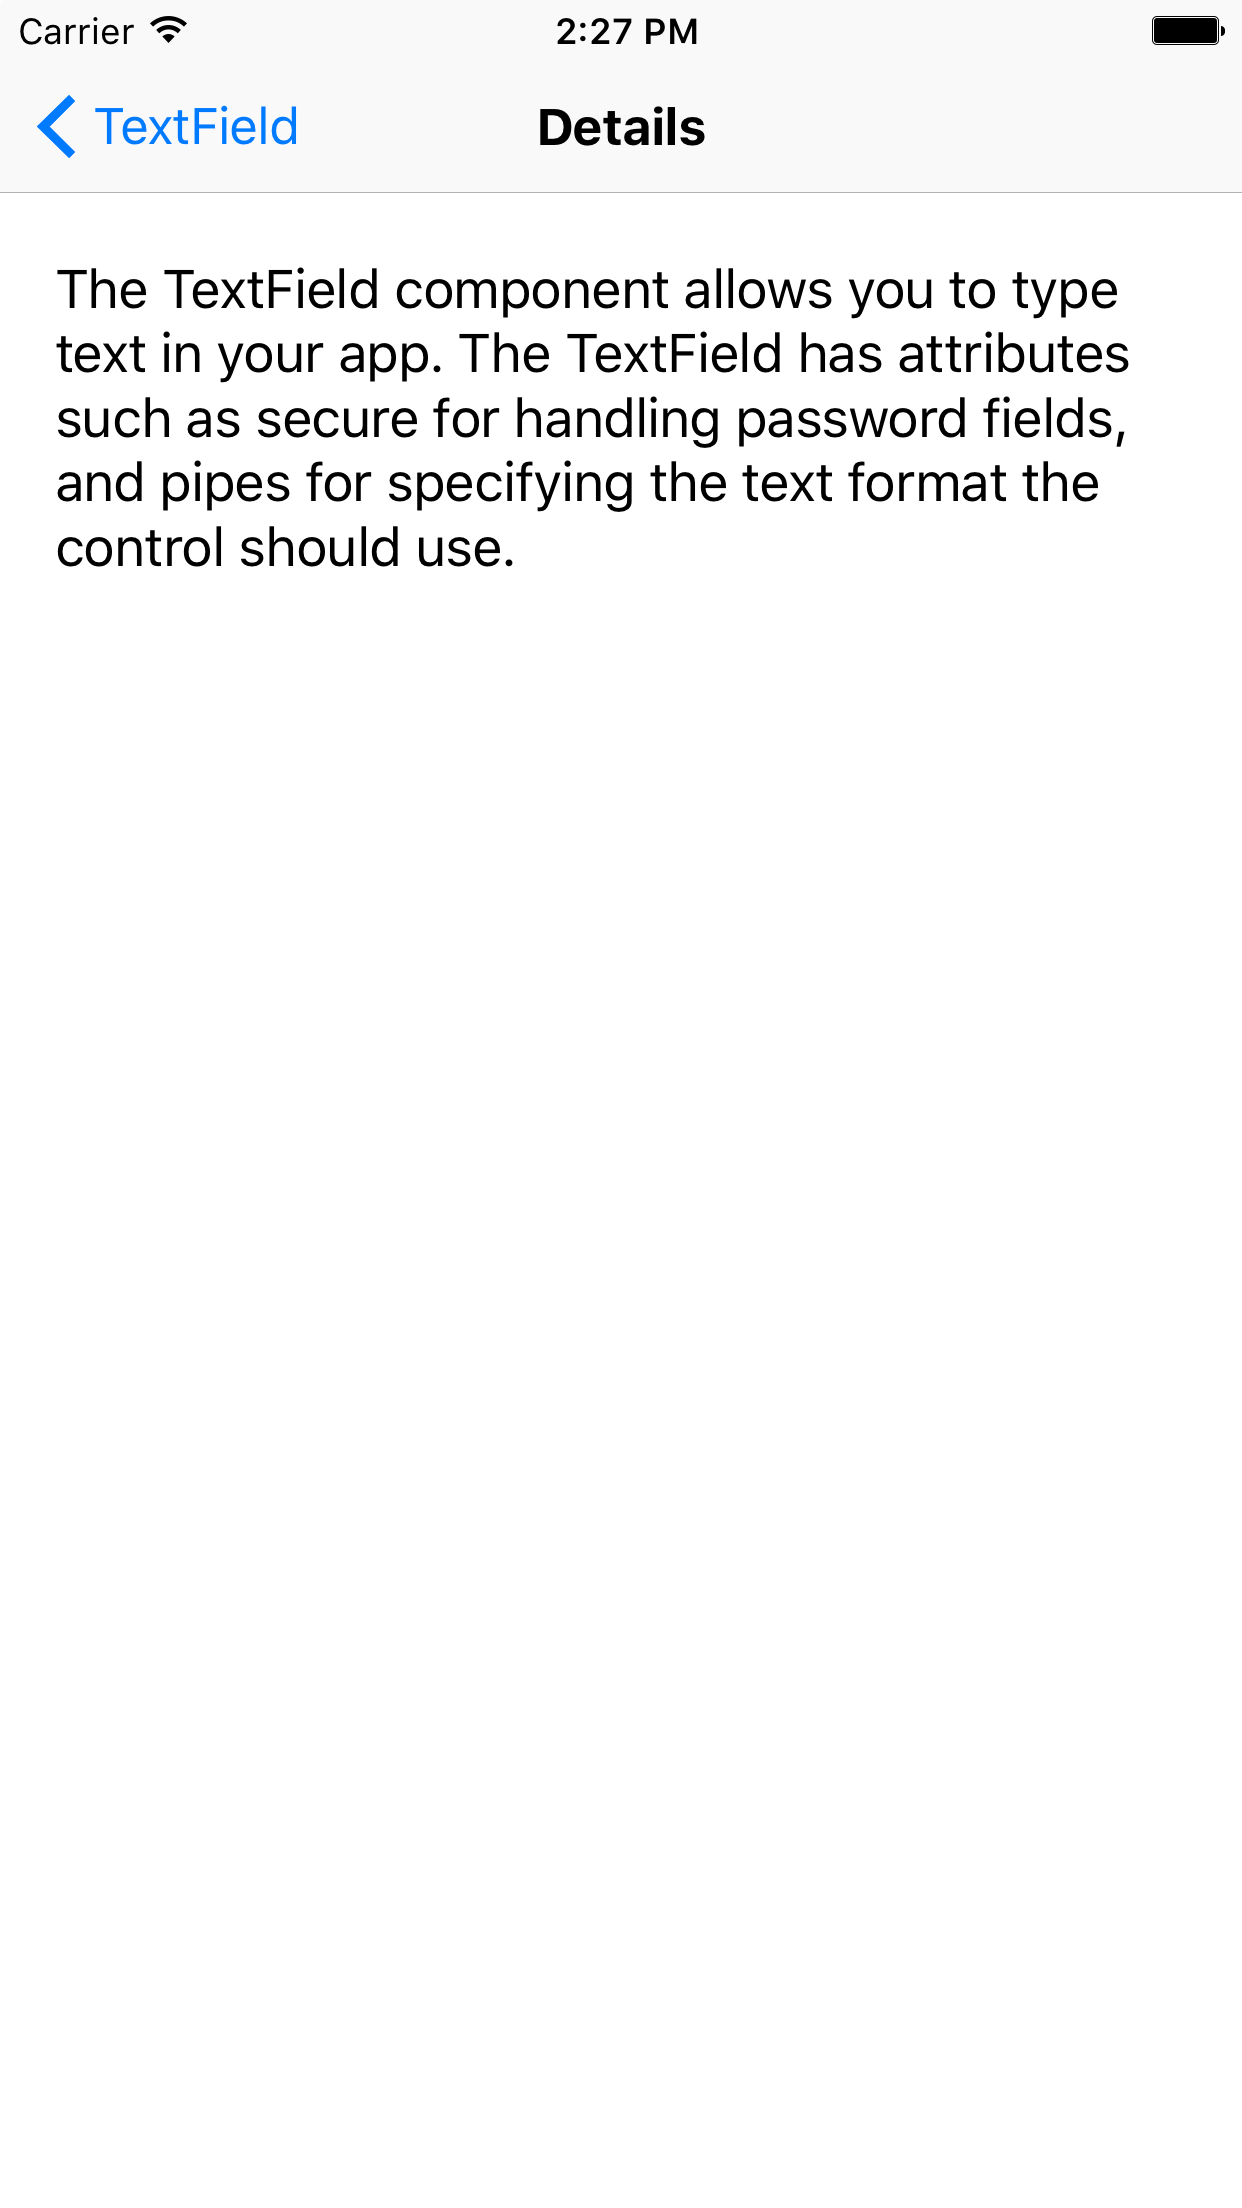 Carrier
2:27 PM
TextField
Details
The TextField component allows you to type
text in your app. The TextField has attributes
such as secure for handling password fields,
and pipes for specifying the text format the
control should use.